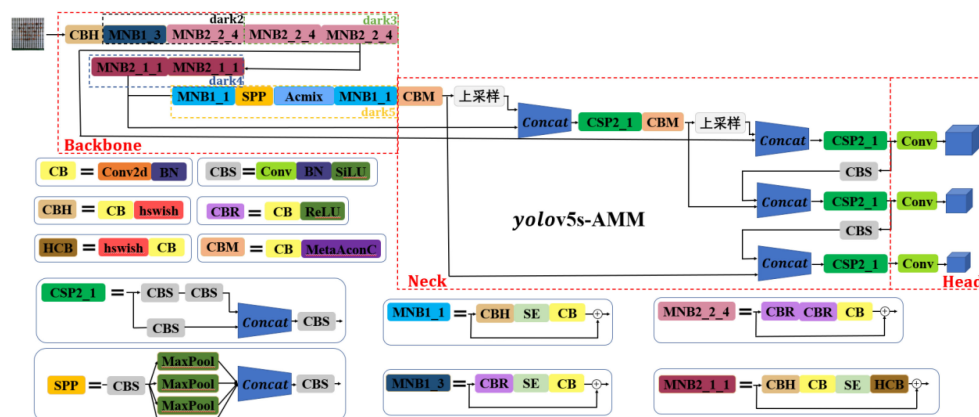 dark2
dark3
CBH MNB1_3 MNB2_2_4 MNB2_2_4 MNB2_2_4
MNB2_1_1 MNB2_1_1
dark4
MNB1_1 SPP Acmix MNB1_1 CBM 上采样
dark5
Concat CSP2_1 CBM 上采样
Concat CSP2_1 Conv
Backbone
CBS
Concat CSP2_1 Conv
CBS
Concat CSP2_1 Conv
yolov5s-AMM
Neck
Head
CB = Conv2d BN
CBS = Conv BN SiLU
CBH = CB hswish
CBR = CB ReLU
HCB = hswish CB
CBM = CB MetaAconC
CSP2_1 = CBS CBS
CBS
Concat CBS
MNB1_1 = CBH SE CB
MNB2_2_4 = CBR CBR CB
SPP = CBS MaxPool
MaxPool
MaxPool
Concat CBS
MNB1_3 = CBR SE CB
MNB2_1_1 = CBH CB SE HCB